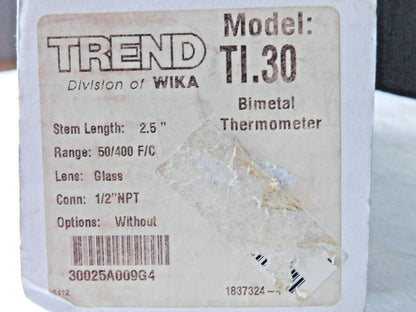 TREND
Division of WIKA
Model:
TI.30
Bimetal
Thermometer
Stem Length: 2.5"
Range: 50/400 F/C
Lens: Glass
Conn: 1/2"NPT
Options: Without
30025A009G4
1837324-